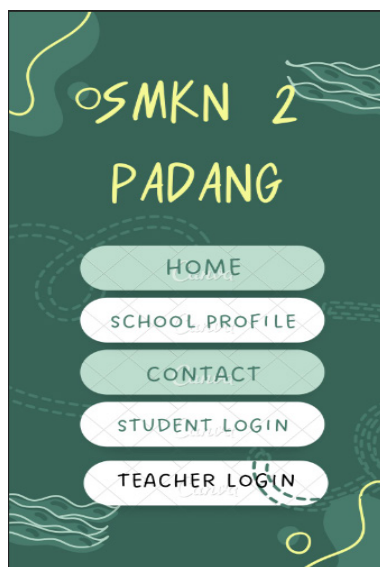 SMKN 2
PADANG
HOME
SCHOOL PROFILE
CONTACT
STUDENT LOGIN
TEACHER LOGIN